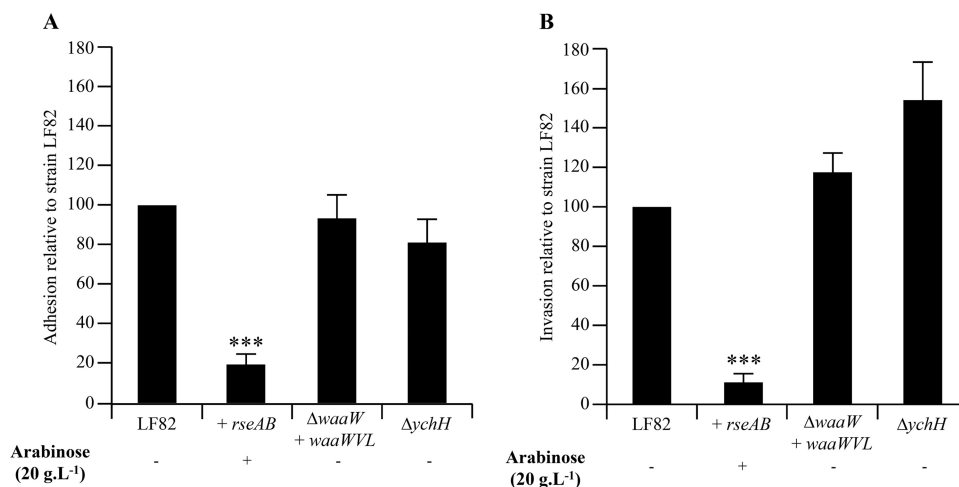 A
Adhesion relative to strain LF82
180
160
140
120
100
80
60
40
20
0
***
LF82
+ rseAB
ΔwaaW
+ waaWVL
ΔychH
Arabinose
(20 g.L-1)
- + - -
B
Invasion relative to strain LF82
180
160
140
120
100
80
60
40
20
0
***
LF82
+ rseAB
ΔwaaW
+ waaWVL
ΔychH
Arabinose
(20 g.L-1)
- + - -